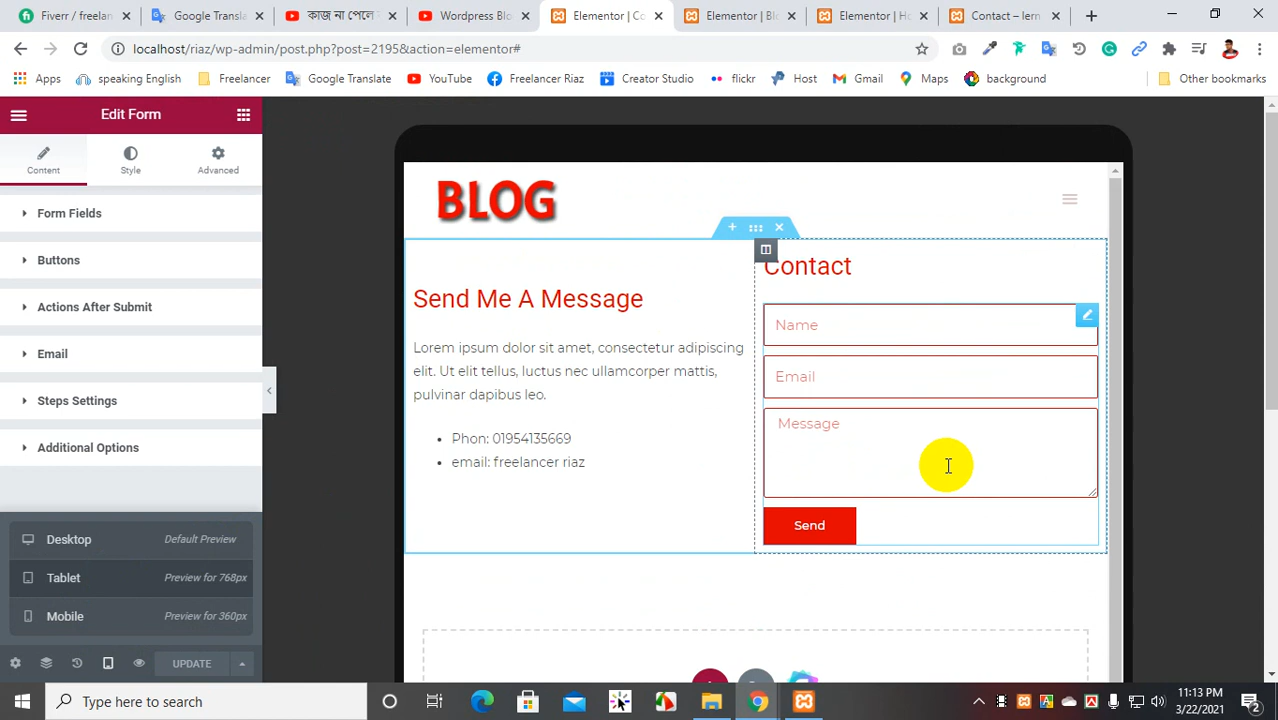 Fiverr / freelanc
Google Transla
কাজ না পেলে
Wordpress Blog
Elementor | Co
Elementor | Blo
Elementor | Ho
Contact – lern
localhost/riaz/wp-admin/post.php?post=2195&action=elementor#
Apps
speaking English
Freelancer
Google Translate
YouTube
Freelancer Riaz
Creator Studio
flickr
Host
Gmail
Maps
background
Other bookmarks
Edit Form
Content
Style
Advanced
Form Fields
Buttons
Actions After Submit
Email
Steps Settings
Additional Options
Desktop Default Preview
Tablet Preview for 768px
Mobile Preview for 360px
UPDATE
BLOG
Send Me A Message
Lorem ipsum dolor sit amet, consectetur adipiscing
elit. Ut elit tellus, luctus nec ullamcorper mattis,
pulvinar dapibus leo.
Phon: 01954135669
email: freelancer riaz
Contact
Name
Email
Message
Send
Type here to search
11:13 PM
3/22/2021
2